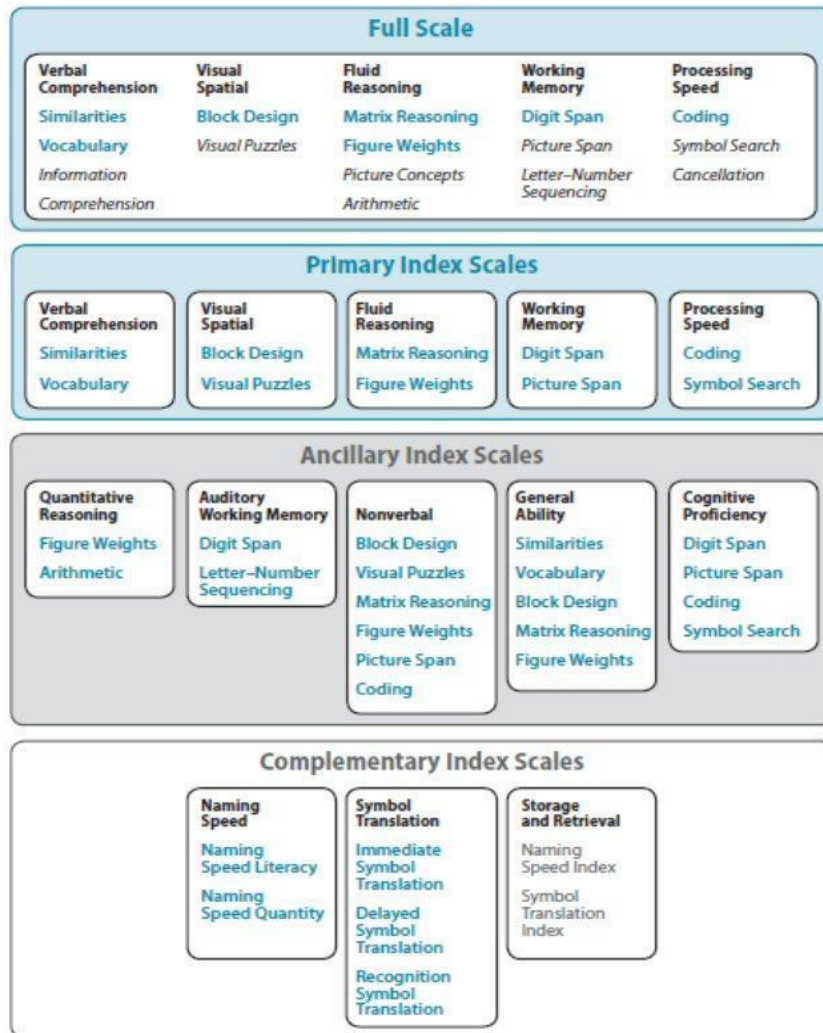 Full Scale
Verbal
Comprehension
Similarities
Vocabulary
Information
Comprehension
Visual
Spatial
Block Design
Visual Puzzles
Fluid
Reasoning
Matrix Reasoning
Figure Weights
Picture Concepts
Arithmetic
Working
Memory
Digit Span
Picture Span
Letter–Number
Sequencing
Processing
Speed
Coding
Symbol Search
Cancellation
Primary Index Scales
Verbal
Comprehension
Similarities
Vocabulary
Visual
Spatial
Block Design
Visual Puzzles
Fluid
Reasoning
Matrix Reasoning
Figure Weights
Working
Memory
Digit Span
Picture Span
Processing
Speed
Coding
Symbol Search
Ancillary Index Scales
Quantitative
Reasoning
Figure Weights
Arithmetic
Auditory
Working Memory
Digit Span
Letter–Number
Sequencing
Nonverbal
Block Design
Visual Puzzles
Matrix Reasoning
Figure Weights
Picture Span
Coding
General
Ability
Similarities
Vocabulary
Block Design
Matrix Reasoning
Figure Weights
Cognitive
Proficiency
Digit Span
Picture Span
Coding
Symbol Search
Complementary Index Scales
Naming
Speed
Naming
Speed Literacy
Naming
Speed Quantity
Symbol
Translation
Immediate
Symbol
Translation
Delayed
Symbol
Translation
Recognition
Symbol
Translation
Storage
and Retrieval
Naming
Speed Index
Symbol
Translation
Index